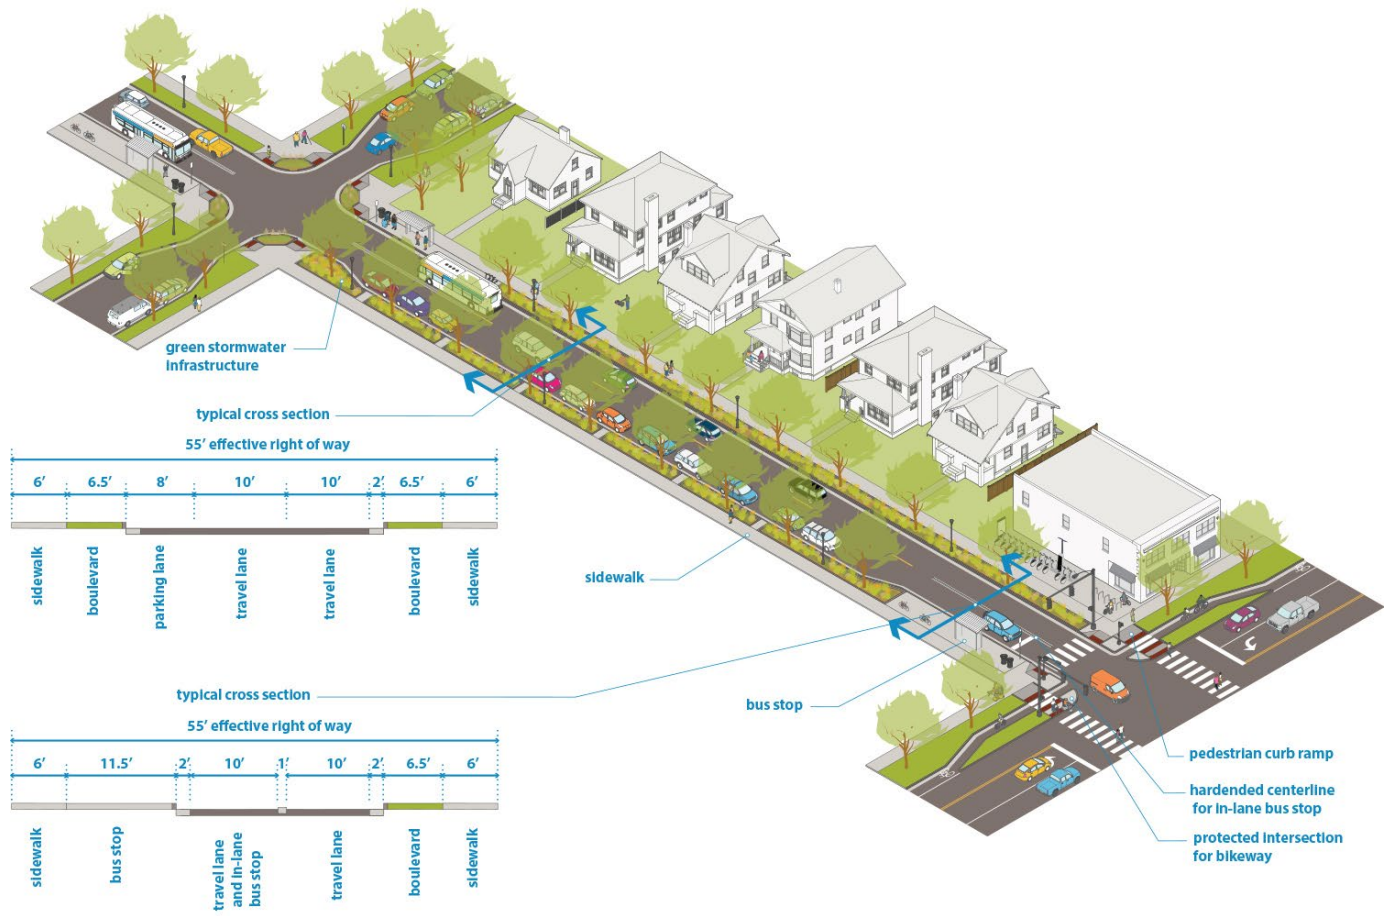 green stormwater
infrastructure
typical cross section
55′ effective right of way
6′ 6.5′ 8′ 10′ 10′ 2′ 6.5′ 6′
sidewalk
boulevard
parking lane
travel lane
travel lane
boulevard
sidewalk
sidewalk
typical cross section
55′ effective right of way
6′ 11.5′ 2′ 10′ 1′ 10′ 2′ 6.5′ 6′
sidewalk
bus stop
travel lane
and in-lane
bus stop
travel lane
boulevard
sidewalk
bus stop
pedestrian curb ramp
hardended centerline
for in-lane bus stop
protected intersection
for bikeway